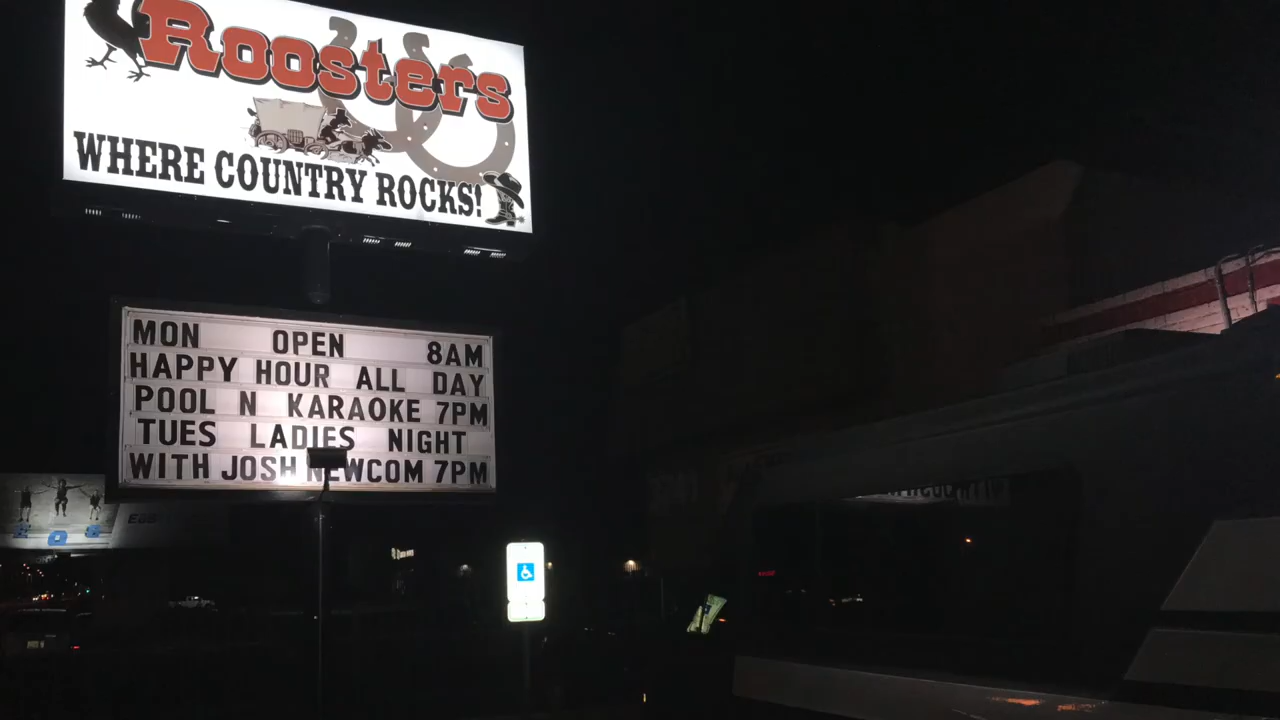 Roosters
WHERE COUNTRY ROCKS!
MON OPEN 8AM
HAPPY HOUR ALL DAY
POOL N KARAOKE 7PM
TUES LADIES NIGHT
WITH JOSH NEWCOM 7PM